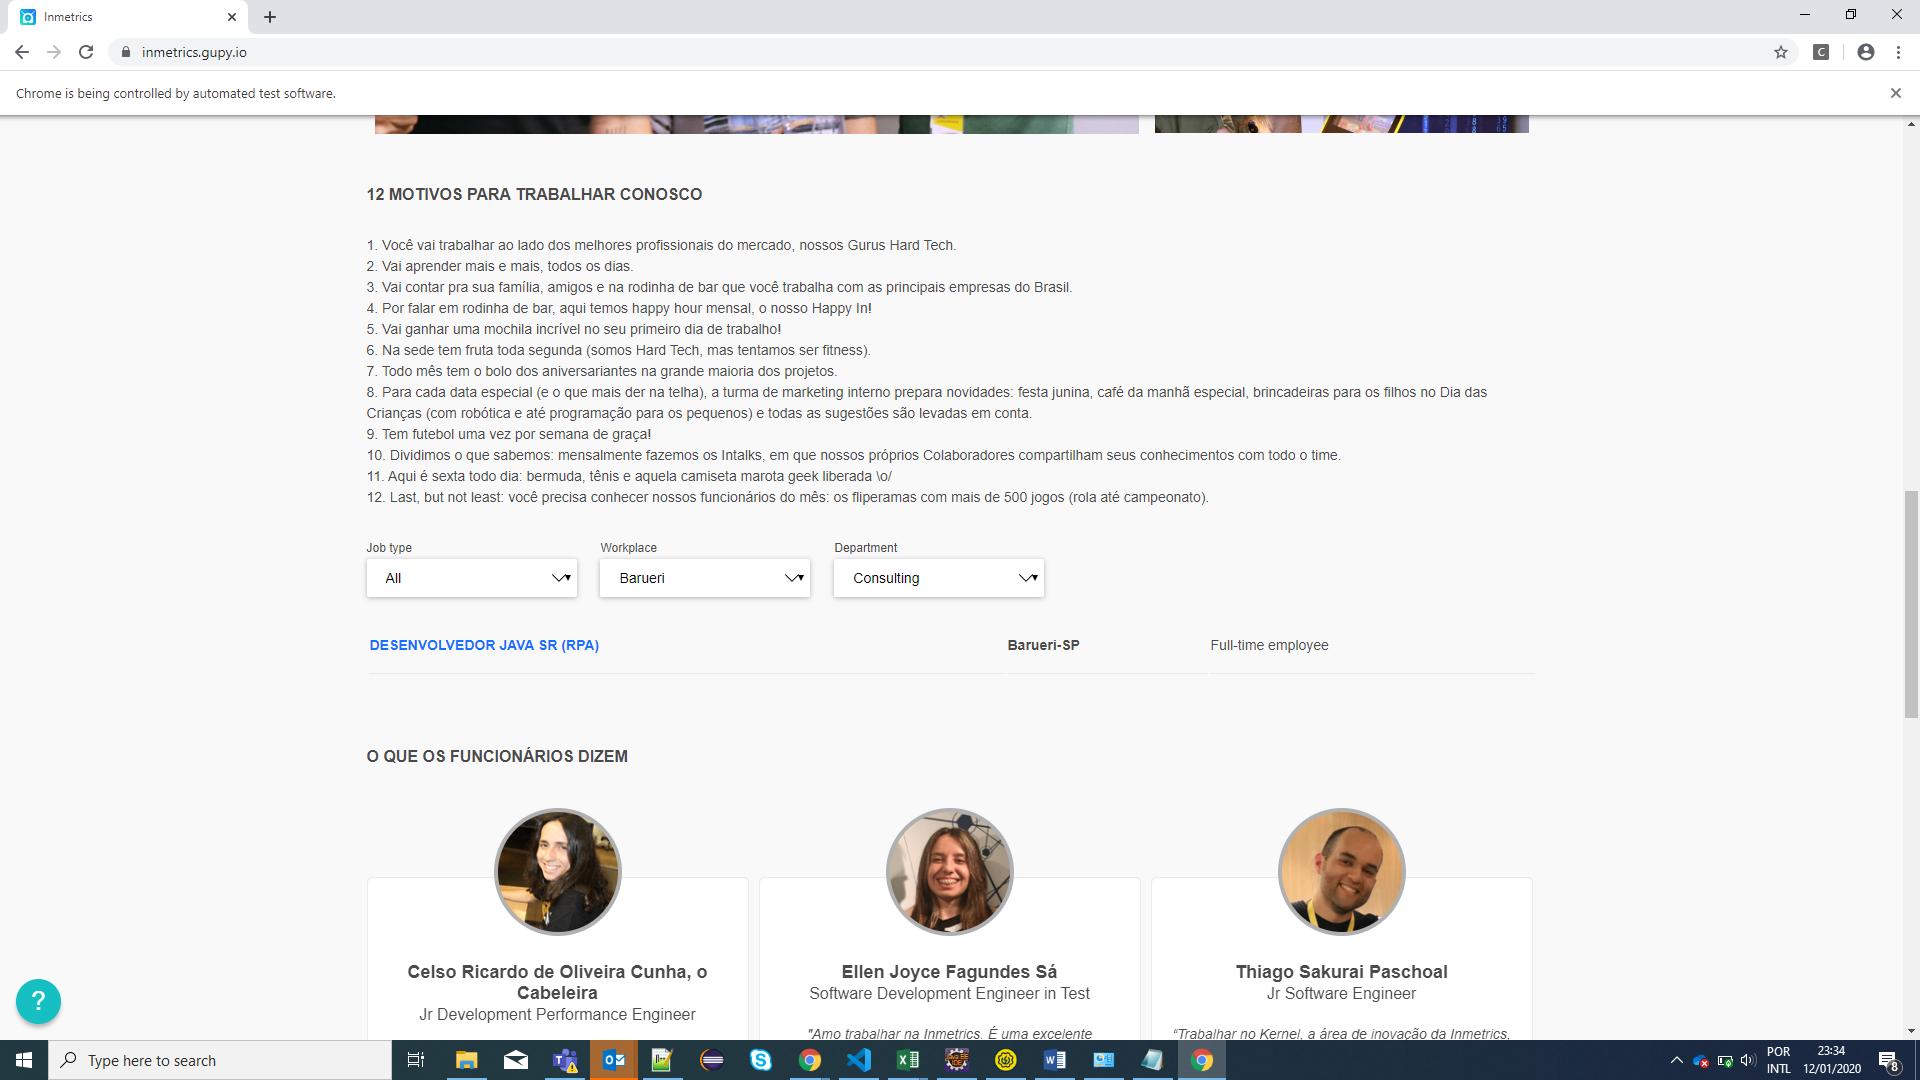 Inmetrics
inmetrics.gupy.io
C
Chrome is being controlled by automated test software.
12 MOTIVOS PARA TRABALHAR CONOSCO
1. Você vai trabalhar ao lado dos melhores profissionais do mercado, nossos Gurus Hard Tech.
2. Vai aprender mais e mais, todos os dias.
3. Vai contar pra sua família, amigos e na rodinha de bar que você trabalha com as principais empresas do Brasil.
4. Por falar em rodinha de bar, aqui temos happy hour mensal, o nosso Happy In!
5. Vai ganhar uma mochila incrível no seu primeiro dia de trabalho!
6. Na sede tem fruta toda segunda (somos Hard Tech, mas tentamos ser fitness).
7. Todo mês tem o bolo dos aniversariantes na grande maioria dos projetos.
8. Para cada data especial (e o que mais der na telha), a turma de marketing interno prepara novidades: festa junina, café da manhã especial, brincadeiras para os filhos no Dia das
Crianças (com robótica e até programação para os pequenos) e todas as sugestões são levadas em conta.
9. Tem futebol uma vez por semana de graça!
10. Dividimos o que sabemos: mensalmente fazemos os Intalks, em que nossos próprios Colaboradores compartilham seus conhecimentos com todo o time.
11. Aqui é sexta todo dia: bermuda, tênis e aquela camiseta marota geek liberada \o/
12. Last, but not least: você precisa conhecer nossos funcionários do mês: os fliperamas com mais de 500 jogos (rola até campeonato).
Job type Workplace Department
All Barueri Consulting
DESENVOLVEDOR JAVA SR (RPA) Barueri-SP Full-time employee
O QUE OS FUNCIONÁRIOS DIZEM
Celso Ricardo de Oliveira Cunha, o
Cabeleira
Jr Development Performance Engineer
Ellen Joyce Fagundes Sá
Software Development Engineer in Test
"Amo trabalhar na Inmetrics. É uma excelente
Thiago Sakurai Paschoal
Jr Software Engineer
"Trabalhar no Kernel, a área de inovação da Inmetrics,
?
Type here to search
POR
INTL
23:34
12/01/2020
8